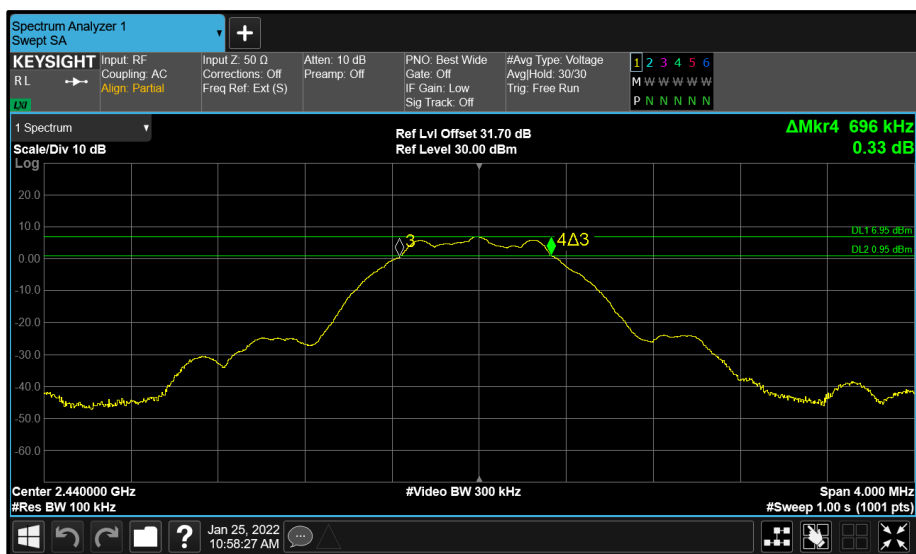 Spectrum Analyzer 1
Swept SA
+
KEYSIGHT
R L
LXI
Input: RF
Coupling: AC
Align: Partial
Input Z: 50 Ω
Corrections: Off
Freq Ref: Ext (S)
Atten: 10 dB
Preamp: Off
PNO: Best Wide
Gate: Off
IF Gain: Low
Sig Track: Off
#Avg Type: Voltage
Avg|Hold: 30/30
Trig: Free Run
1 2 3 4 5 6
M W W W W W
P N N N N N
1 Spectrum
Scale/Div 10 dB
Log
Ref Lvl Offset 31.70 dB
Ref Level 30.00 dBm
ΔMkr4 696 kHz
0.33 dB
20.0
10.0
0.00
-10.0
-20.0
-30.0
-40.0
-50.0
-60.0
3
4Δ3
DL1 6.95 dBm
DL2 0.95 dBm
Center 2.440000 GHz
#Res BW 100 kHz
#Video BW 300 kHz
Span 4.000 MHz
#Sweep 1.00 s (1001 pts)
?
Jan 25, 2022
10:58:27 AM